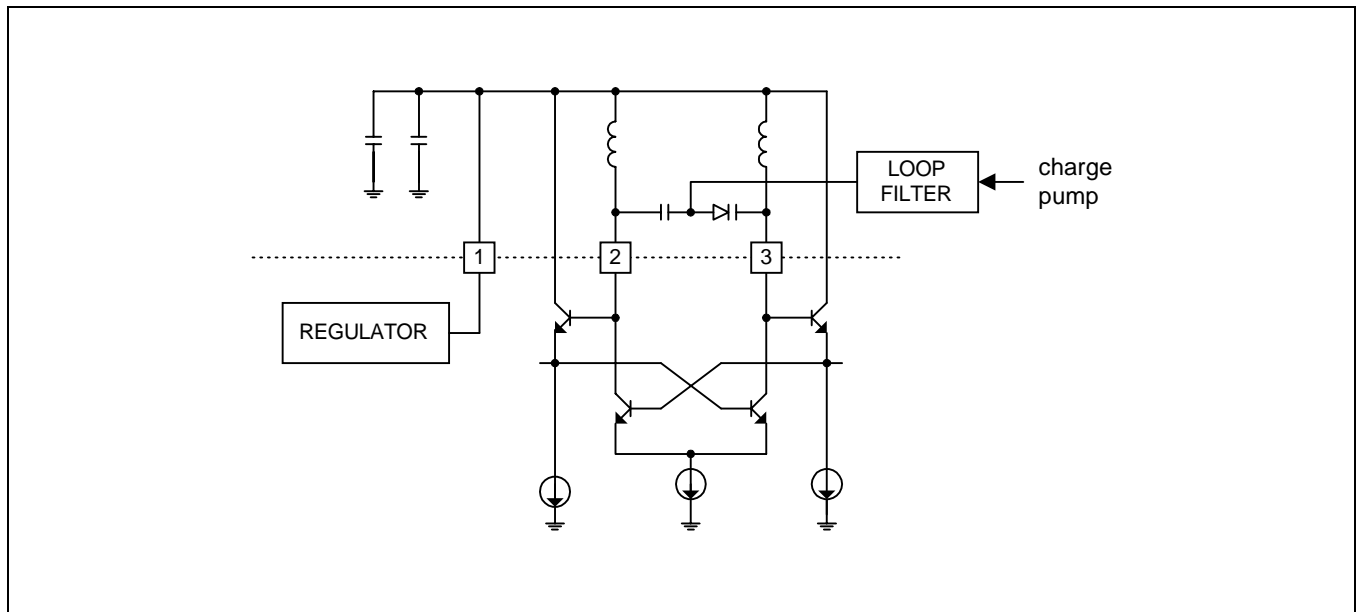 LOOP
FILTER
charge
pump
1
2
3
REGULATOR